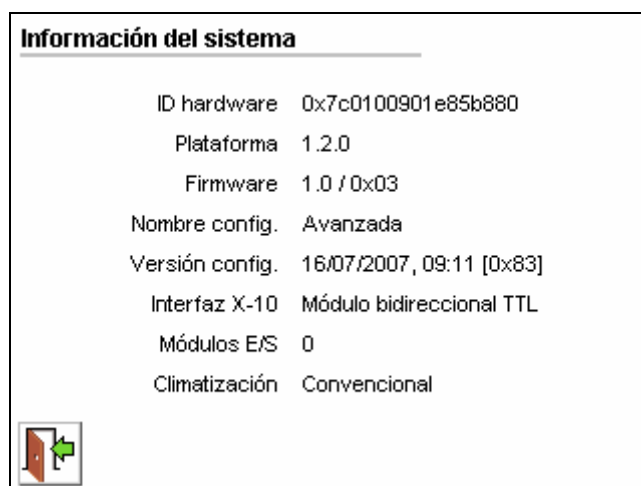 Información del sistema
ID hardware 0x7c0100901e85b880
Plataforma 1.2.0
Firmware 1.0 / 0x03
Nombre config. Avanzada
Versión config. 16/07/2007, 09:11 [0x83]
Interfaz X-10 Módulo bidireccional TTL
Módulos E/S 0
Climatización Convencional